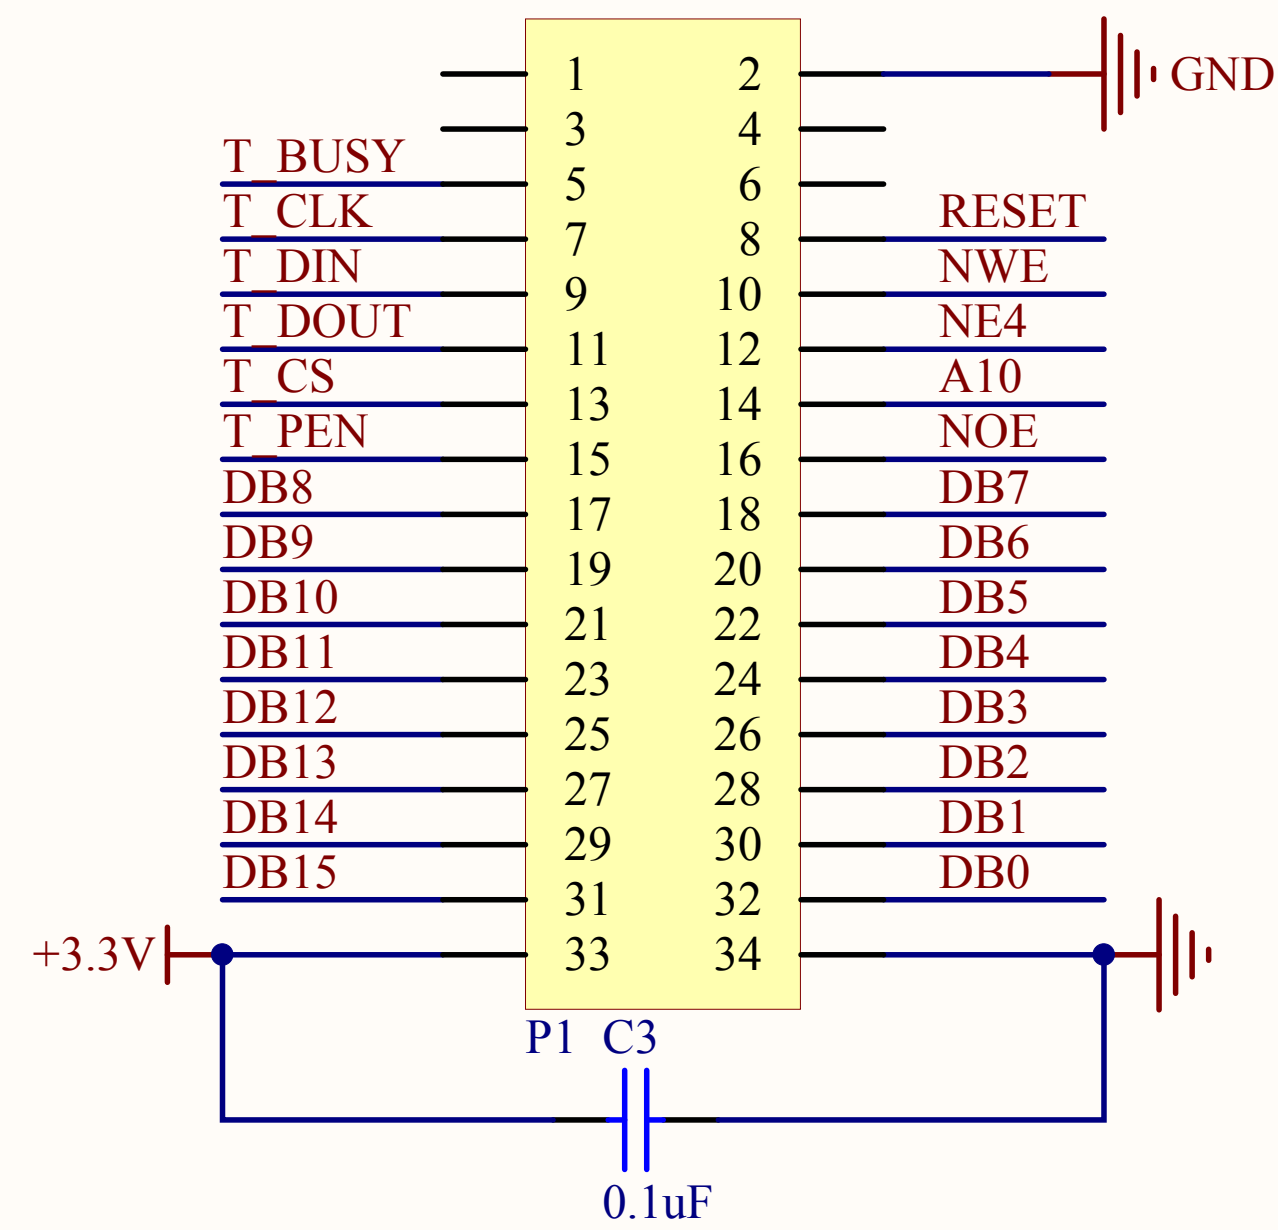 1 2 GND
3 4
T_BUSY 5 6
T_CLK 7 8 RESET
T_DIN 9 10 NWE
T_DOUT 11 12 NE4
T_CS 13 14 A10
T_PEN 15 16 NOE
DB8 17 18 DB7
DB9 19 20 DB6
DB10 21 22 DB5
DB11 23 24 DB4
DB12 25 26 DB3
DB13 27 28 DB2
DB14 29 30 DB1
DB15 31 32 DB0
+3.3V 33 34
P1 C3
0.1uF